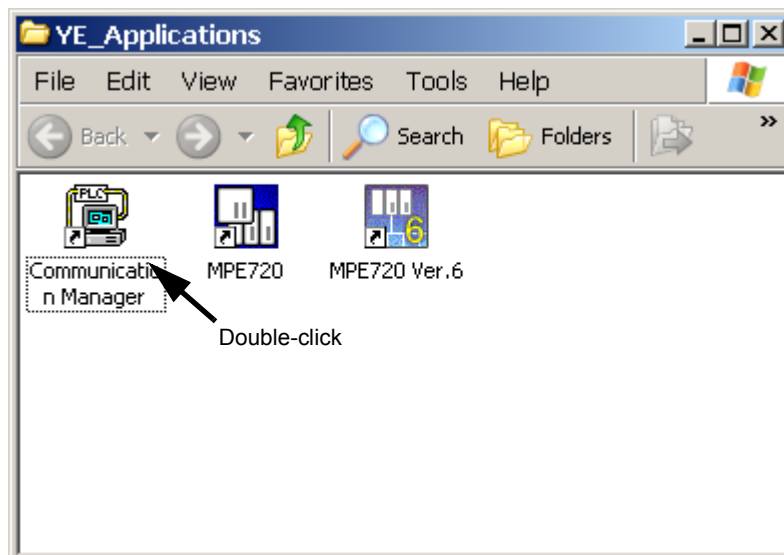 YE_Applications
File Edit View Favorites Tools Help
Back Search Folders »
PLC
6
Communicatio
n Manager
MPE720
MPE720 Ver.6
Double-click